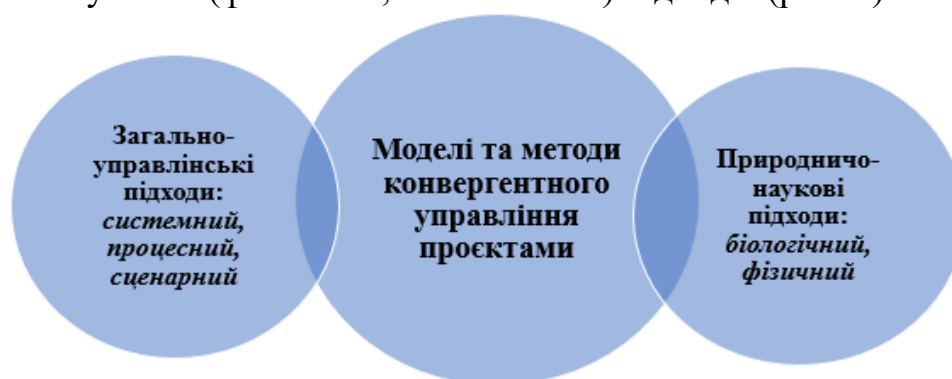 Загально-
управлінські
підходи:
системний,
процесний,
сценарний
Моделі та методи
конвергентного
управління
проєктами
Природничо-
наукові
підходи:
біологічний,
фізичний